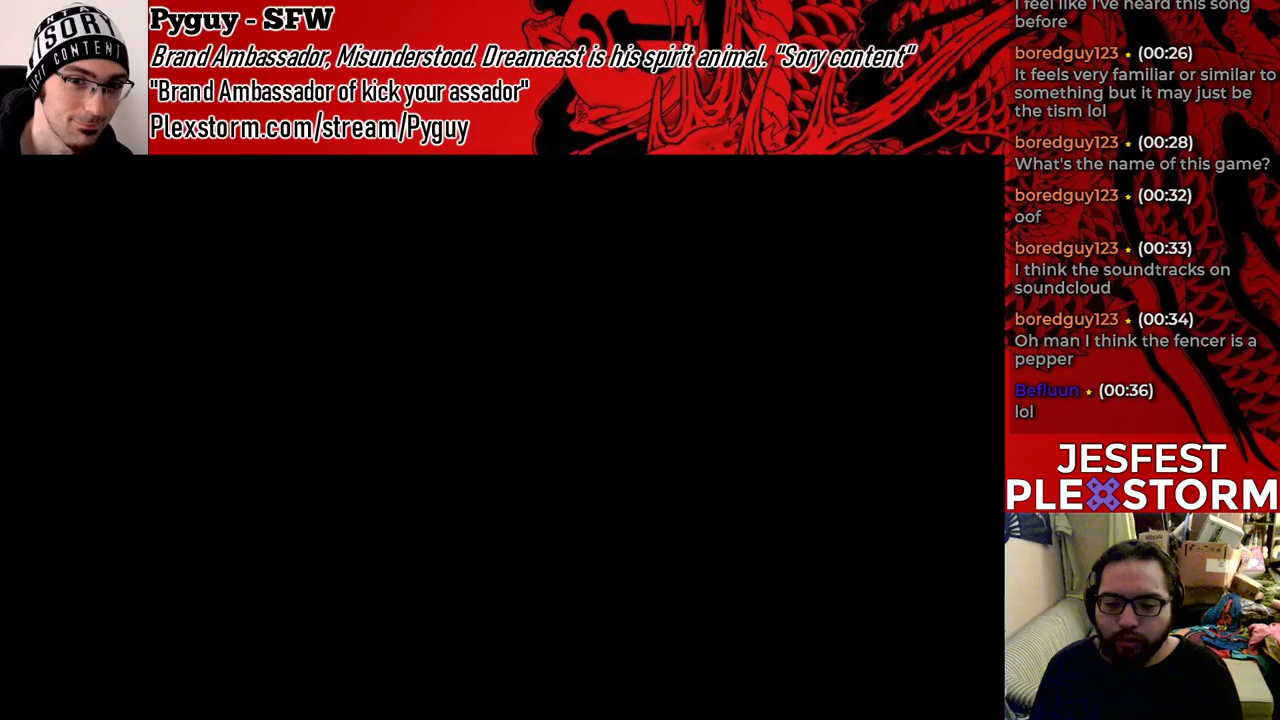 Pyguy - SFW
Brand Ambassador, Misunderstood. Dreamcast is his spirit animal. "Sory content"
"Brand Ambassador of kick your assador"
Plexstorm.com/stream/Pyguy
I feel like I've heard this song
before
boredguy123 ★ (00:26)
It feels very familiar or similar to
something but it may just be
the tism lol
boredguy123 ★ (00:28)
What's the name of this game?
boredguy123 ★ (00:32)
oof
boredguy123 ★ (00:33)
I think the soundtracks on
soundcloud
boredguy123 ★ (00:34)
Oh man I think the fencer is a
pepper
Befluun ★ (00:36)
lol
JESFEST
PLEXSTORM